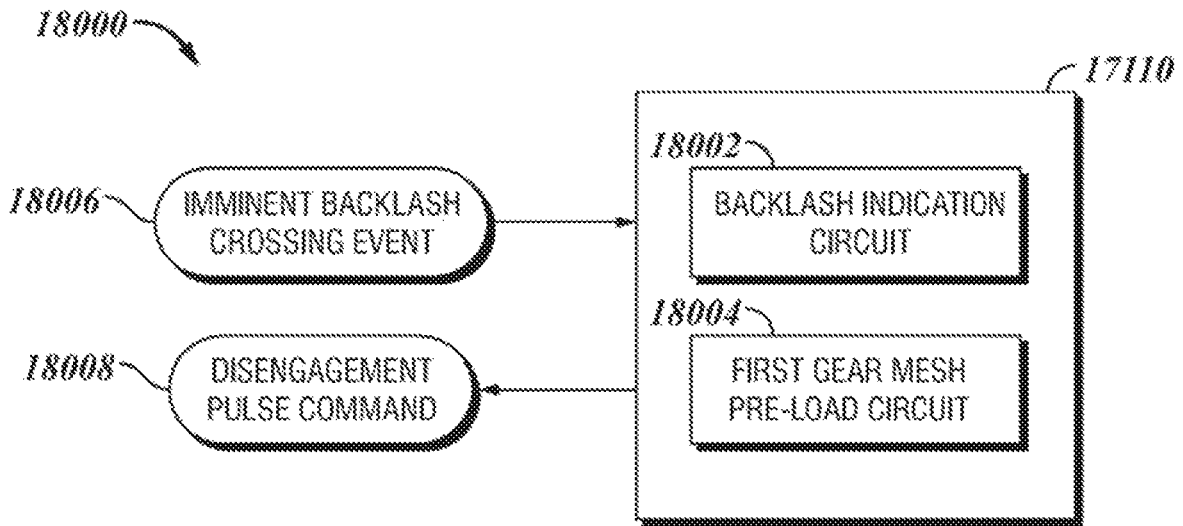 18000
17110
18002
BACKLASH INDICATION
CIRCUIT
18006
IMMINENT BACKLASH
CROSSING EVENT
18004
FIRST GEAR MESH
PRE-LOAD CIRCUIT
18008
DISENGAGEMENT
PULSE COMMAND